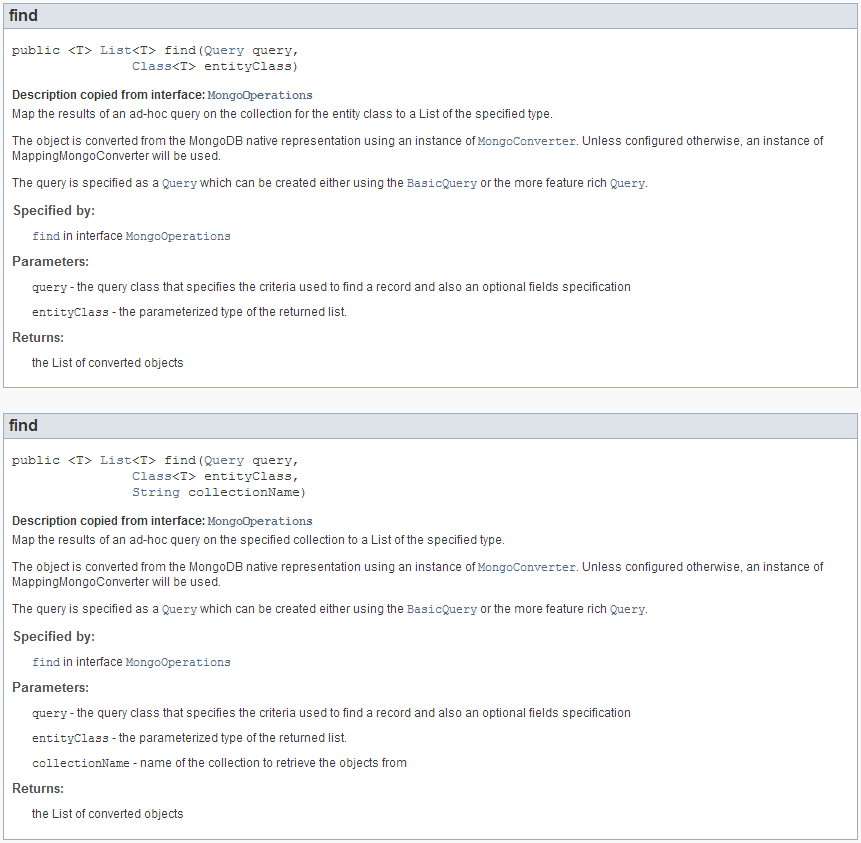 find
public <T> List<T> find(Query query,
Class<T> entityClass)
Description copied from interface: MongoOperations
Map the results of an ad-hoc query on the collection for the entity class to a List of the specified type.
The object is converted from the MongoDB native representation using an instance of MongoConverter. Unless configured otherwise, an instance of
MappingMongoConverter will be used.
The query is specified as a Query which can be created either using the BasicQuery or the more feature rich Query.
Specified by:
find in interface MongoOperations
Parameters:
query - the query class that specifies the criteria used to find a record and also an optional fields specification
entityClass - the parameterized type of the returned list.
Returns:
the List of converted objects
find
public <T> List<T> find(Query query,
Class<T> entityClass,
String collectionName)
Description copied from interface: MongoOperations
Map the results of an ad-hoc query on the specified collection to a List of the specified type.
The object is converted from the MongoDB native representation using an instance of MongoConverter. Unless configured otherwise, an instance of
MappingMongoConverter will be used.
The query is specified as a Query which can be created either using the BasicQuery or the more feature rich Query.
Specified by:
find in interface MongoOperations
Parameters:
query - the query class that specifies the criteria used to find a record and also an optional fields specification
entityClass - the parameterized type of the returned list.
collectionName - name of the collection to retrieve the objects from
Returns:
the List of converted objects